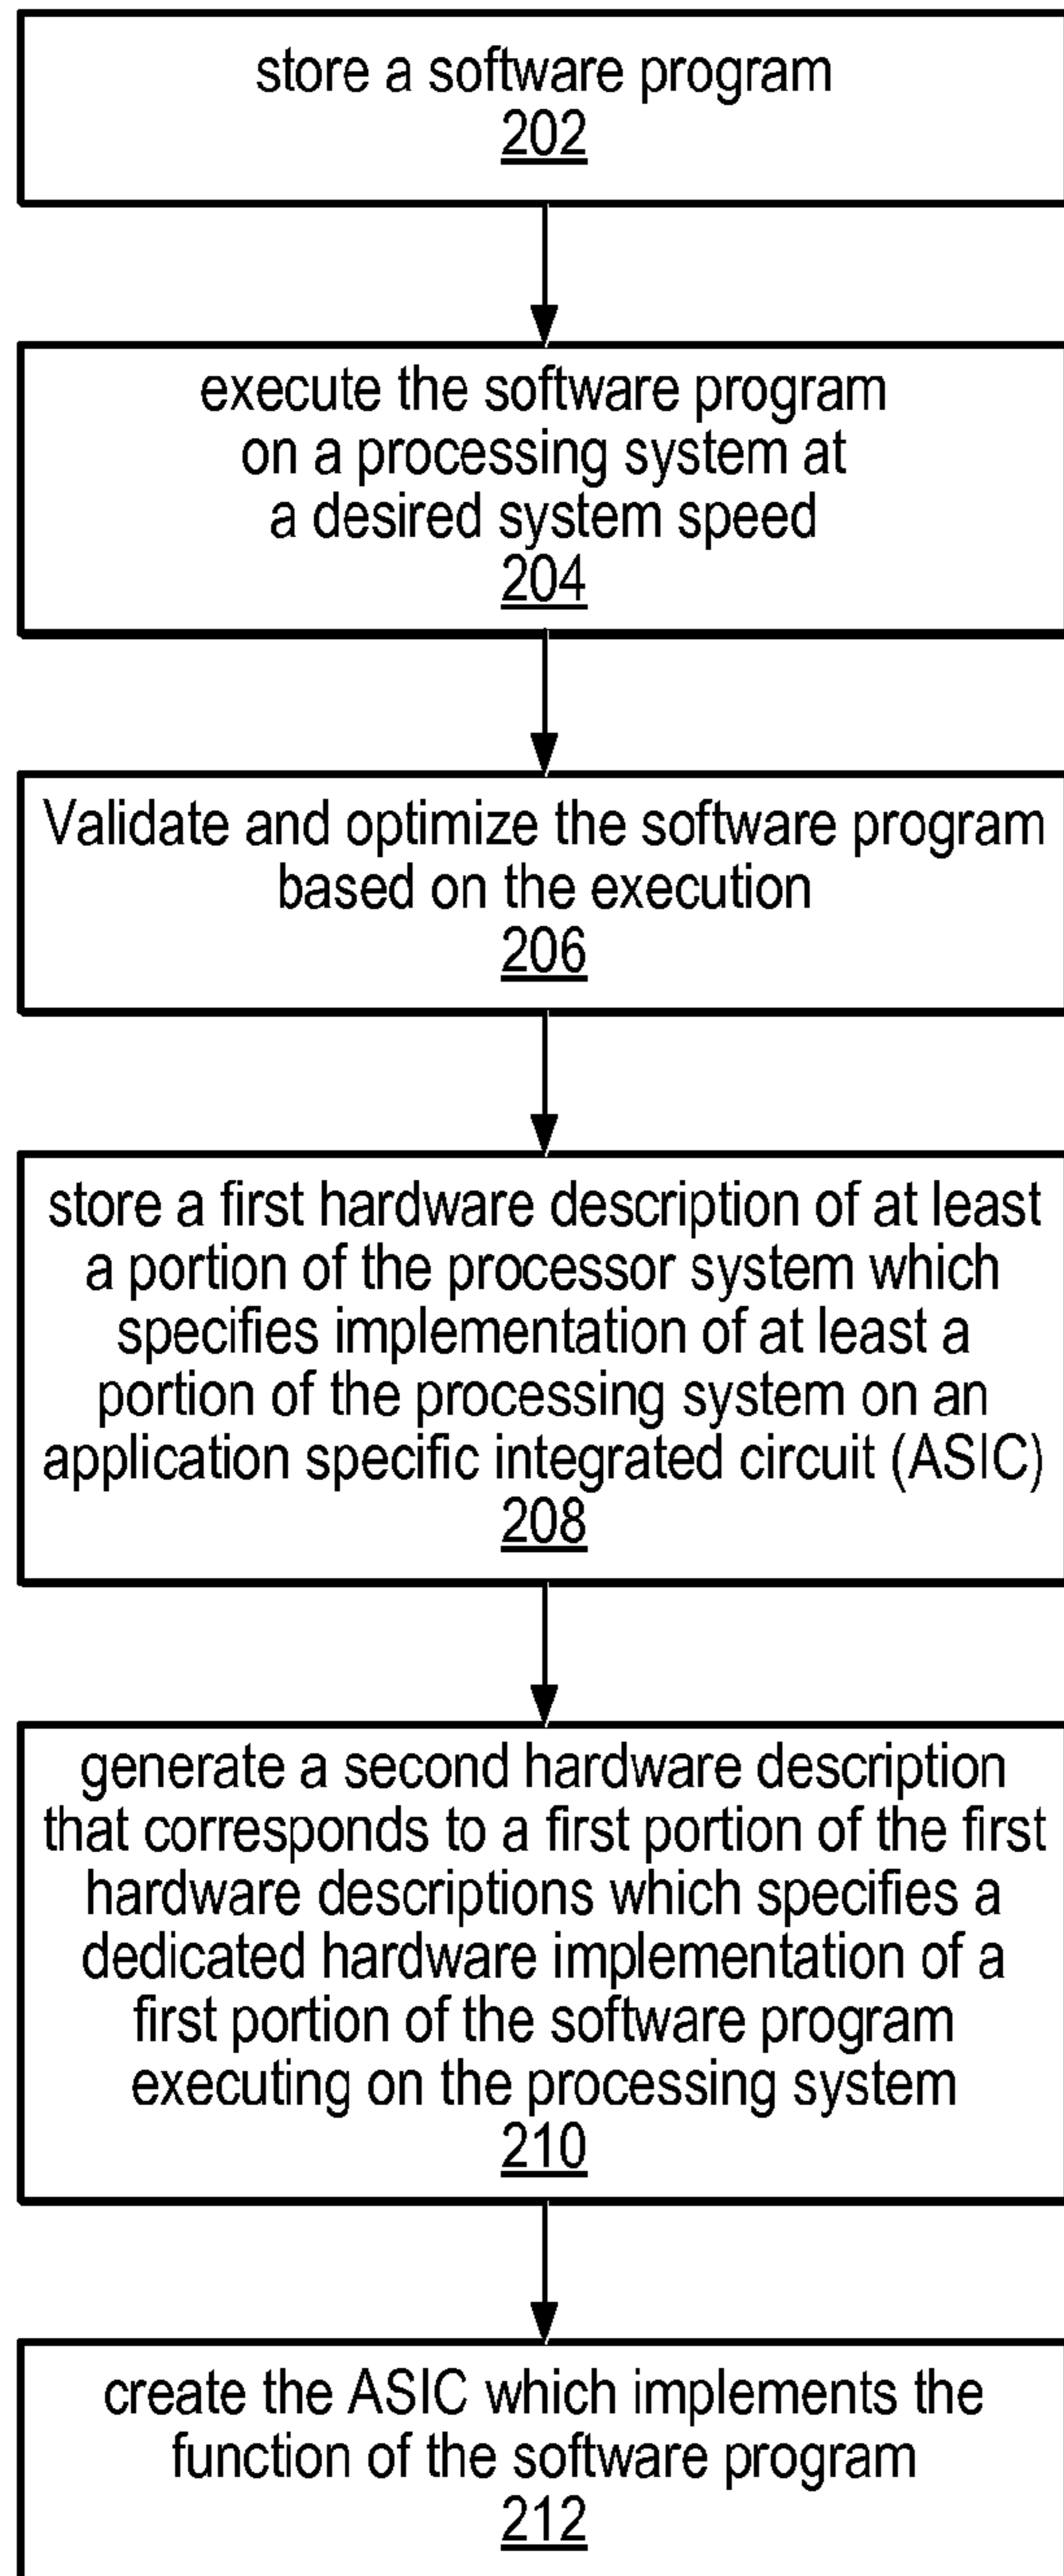 store a software program
202
execute the software program
on a processing system at
a desired system speed
204
Validate and optimize the software program
based on the execution
206
store a first hardware description of at least
a portion of the processor system which
specifies implementation of at least a
portion of the processing system on an
application specific integrated circuit (ASIC)
208
generate a second hardware description
that corresponds to a first portion of the first
hardware descriptions which specifies a
dedicated hardware implementation of a
first portion of the software program
executing on the processing system
210
create the ASIC which implements the
function of the software program
212